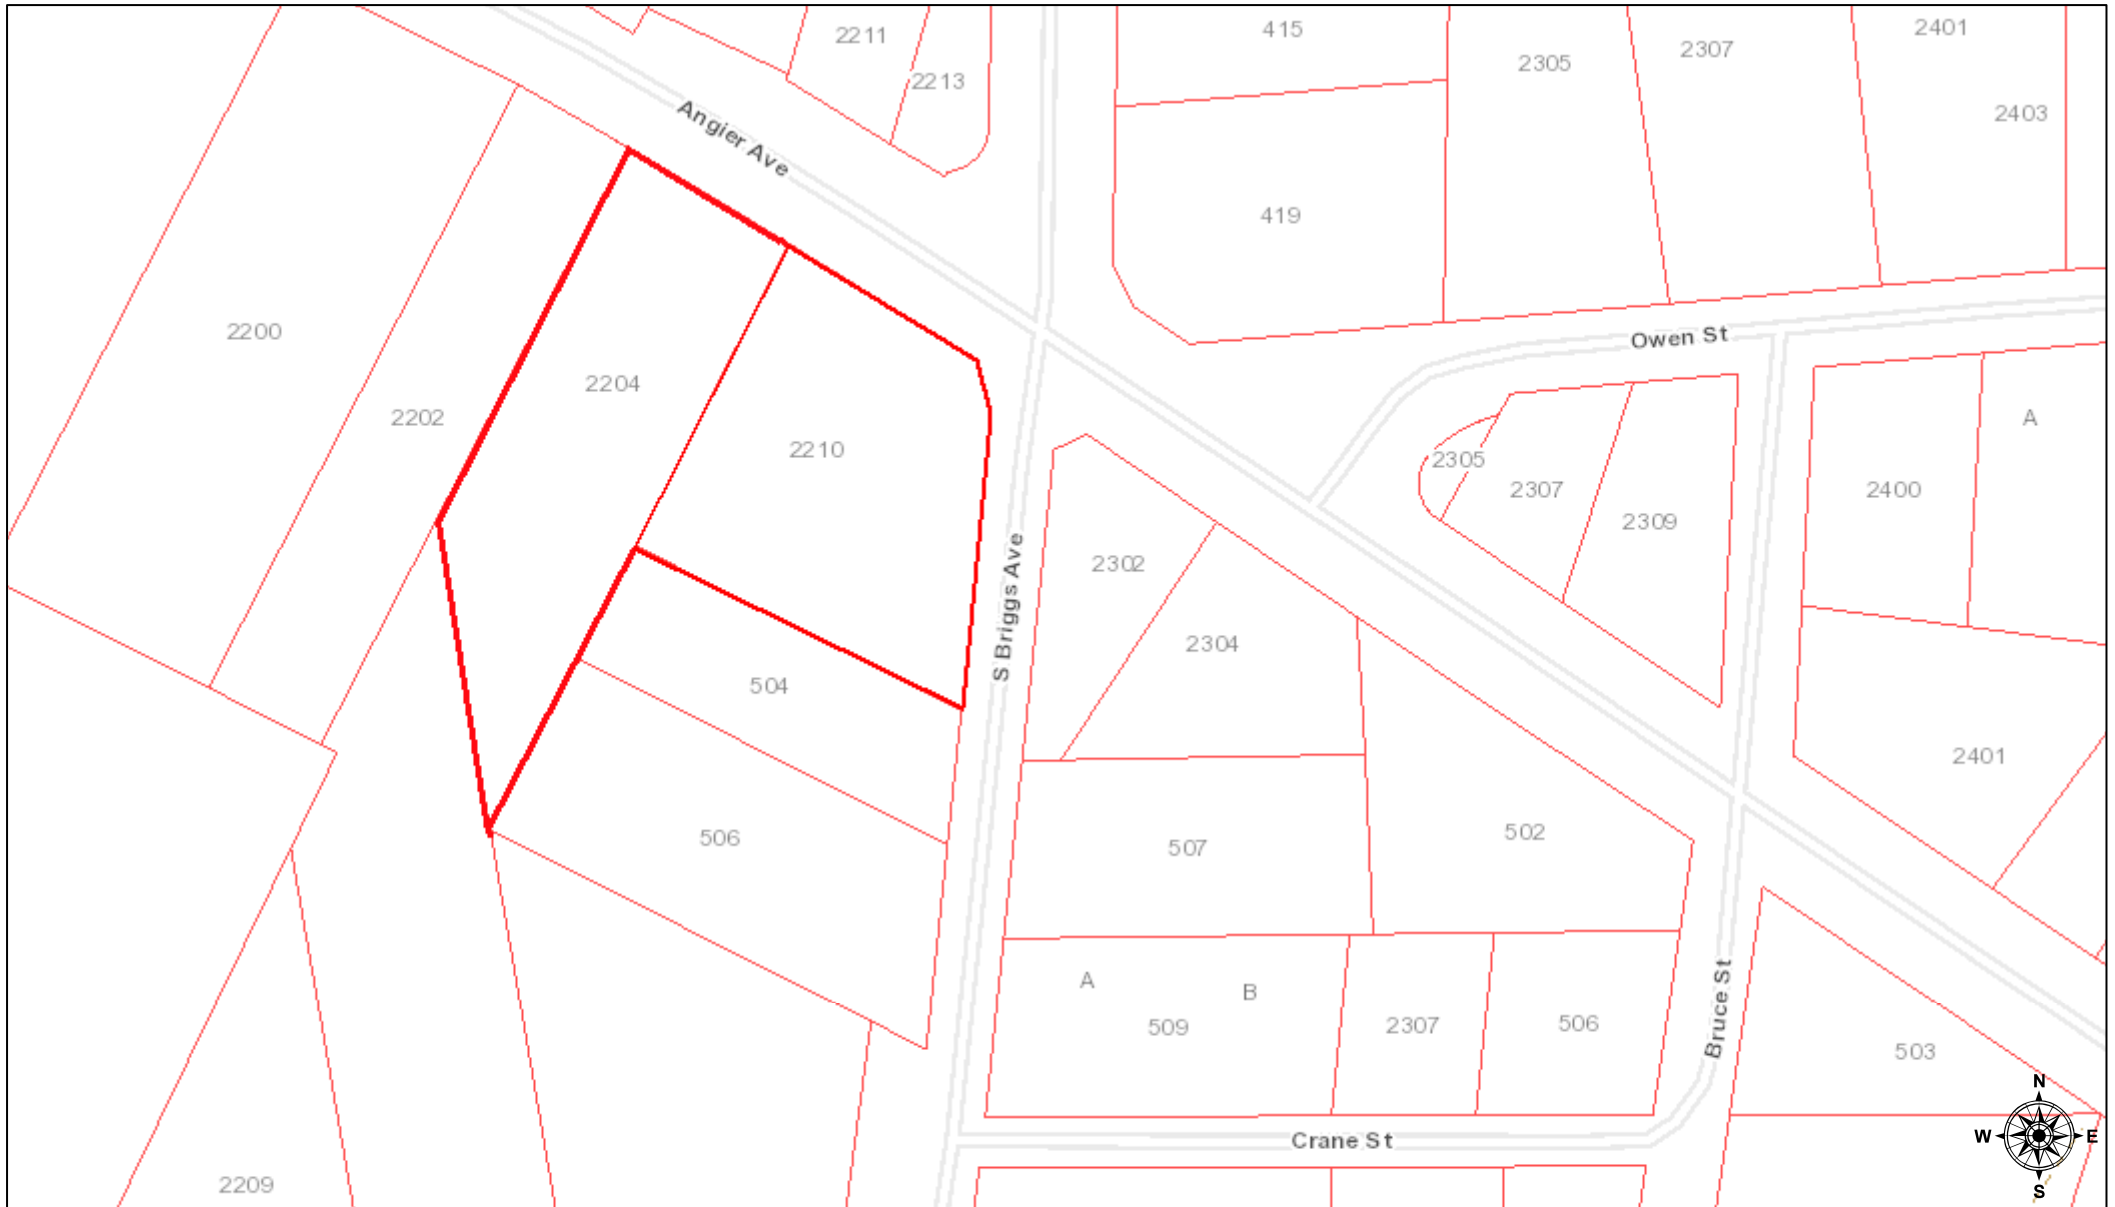 2211
415
2401
2307
2305
2213
2403
Angier Ave
419
2200
Owen St
2204
2202
A
2210
2305
2307
2400
2309
S Briggs Ave
2302
2304
504
2401
506
502
507
A
B
Bruce St
509
2307
506
503
N
W
E
Crane St
2209
S